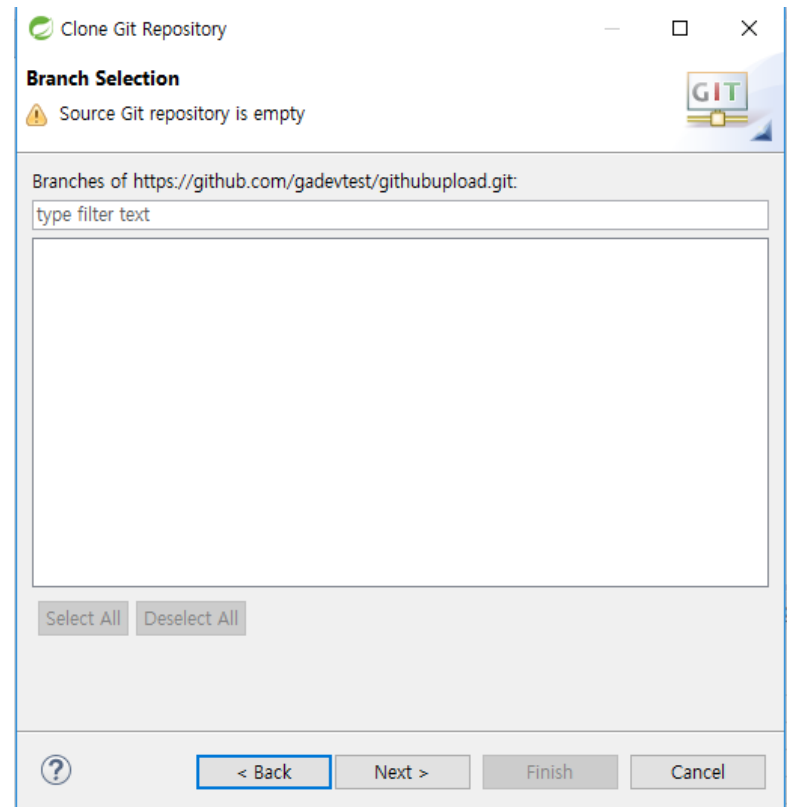 Clone Git Repository
Branch Selection
GIT
Source Git repository is empty
Branches of https://github.com/gadevtest/githubupload.git:
type filter text
Select All
Deselect All
?
< Back
Next >
Finish
Cancel